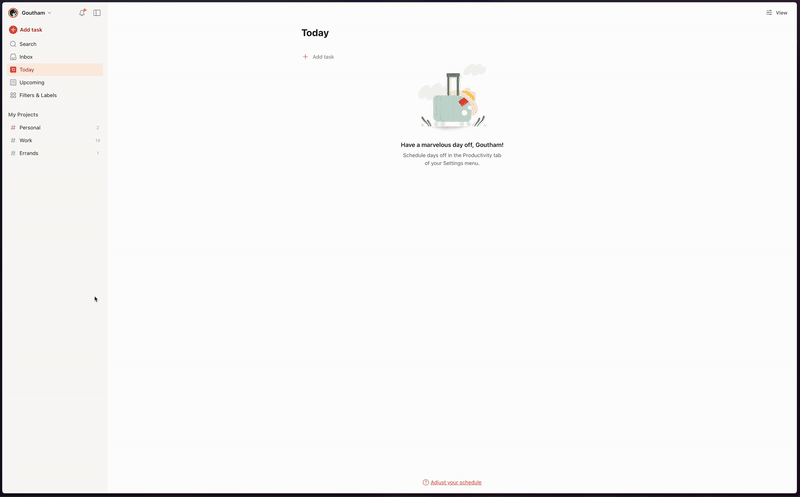 Goutham
View
Add task
Search
Inbox
Today
Upcoming
Filters & Labels
My Projects
# Personal 2
# Work 14
# Errands 1
Today
+ Add task
Have a marvelous day off, Goutham!
Schedule days off in the Productivity tab
of your Settings menu.
Adjust your schedule